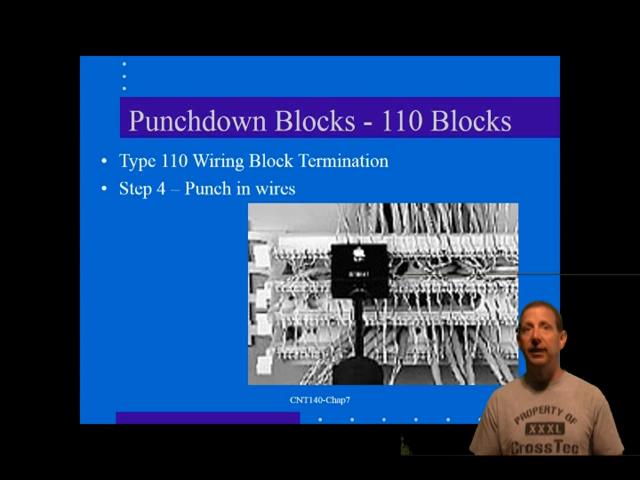 Punchdown Blocks - 110 Blocks
• Type 110 Wiring Block Termination
• Step 4 – Punch in wires
CNT140-Chap7
PROPERTY OF
XXXL
CrossTec